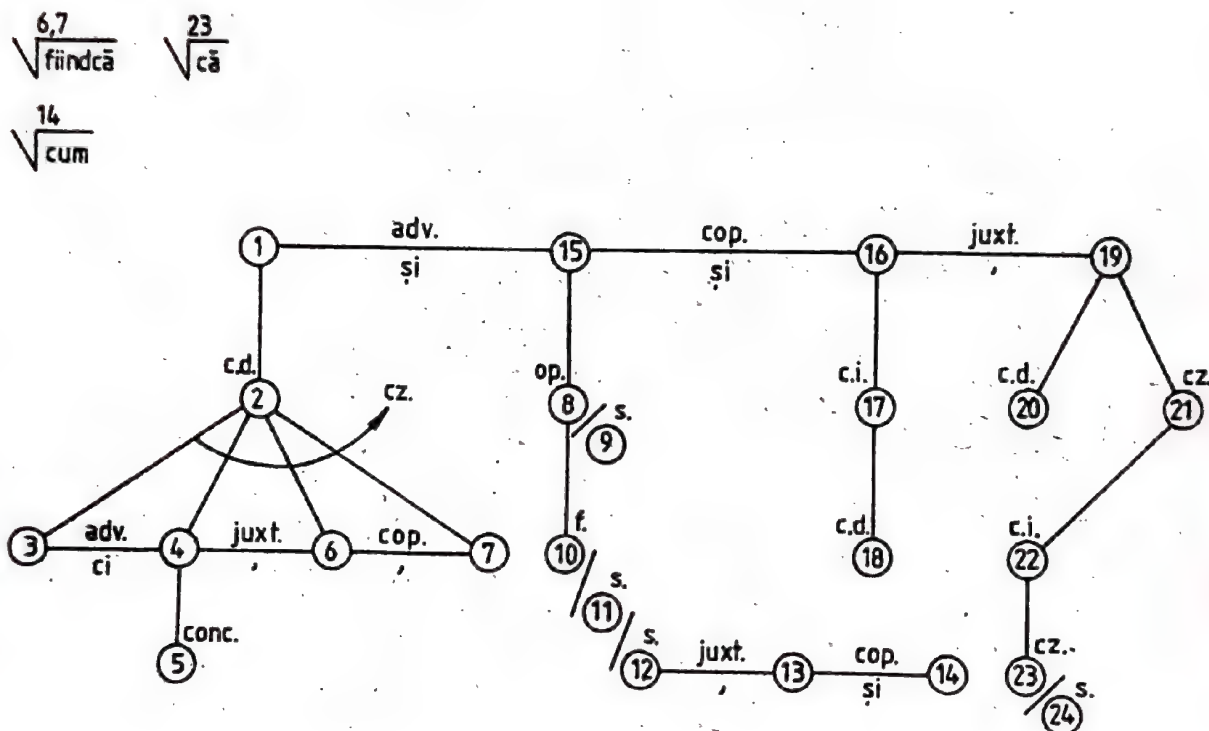 6,7 23
√fiindcă √că
14
√cum
1 adv. și 15 cop. și 16 juxt. , 19
c.d. 2 cz. op. 8 s. 9 c.i. 17 c.d. 20 cz. 21
3 adv. ci 4 juxt. , 6 cop. , 7 f. 10 c.d. 18 c.i. 22
s. 11
conc. 5 s. 12 juxt. , 13 cop. și 14 cz. 23
s. 24